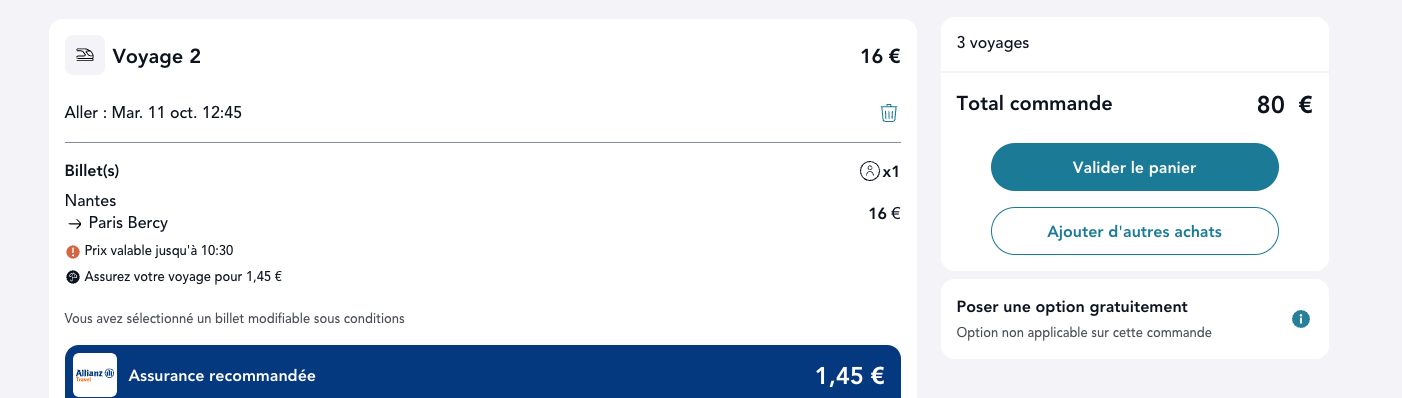 Voyage 2
16 €
Aller : Mar. 11 oct. 12:45
Billet(s)
x1
Nantes
→ Paris Bercy
16 €
Prix valable jusqu'à 10:30
Assurez votre voyage pour 1,45 €
Vous avez sélectionné un billet modifiable sous conditions
Allianz
Travel
Assurance recommandée
1,45 €
3 voyages
Total commande
80 €
Valider le panier
Ajouter d'autres achats
Poser une option gratuitement
Option non applicable sur cette commande